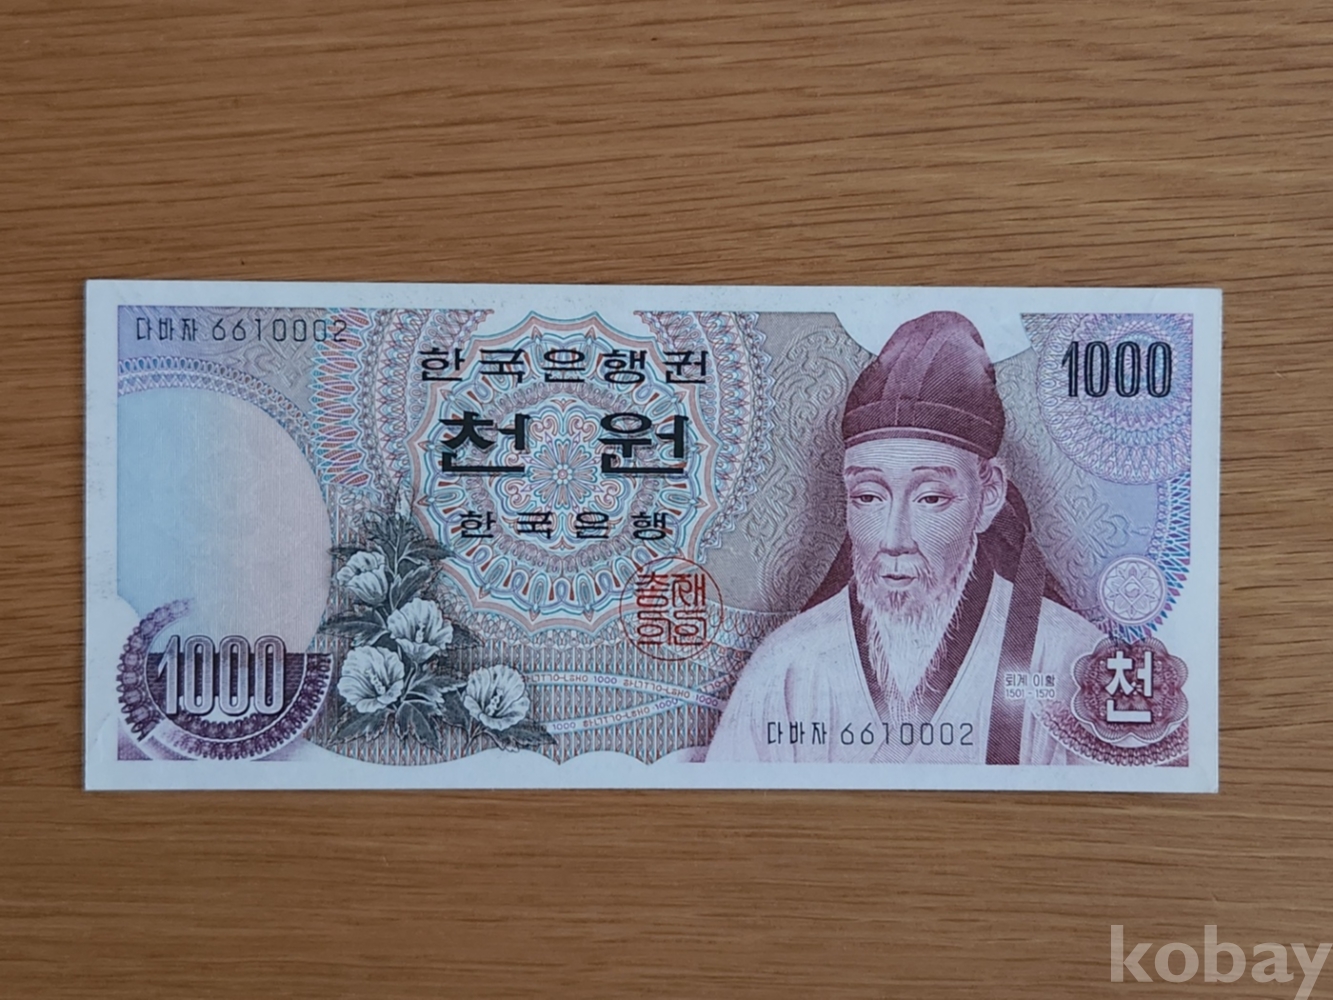 다바자 6610002
한국은행권
1000
천 원
한국은행
1000
퇴계 이황
1501-1570
천
다바자 6610002
kobay